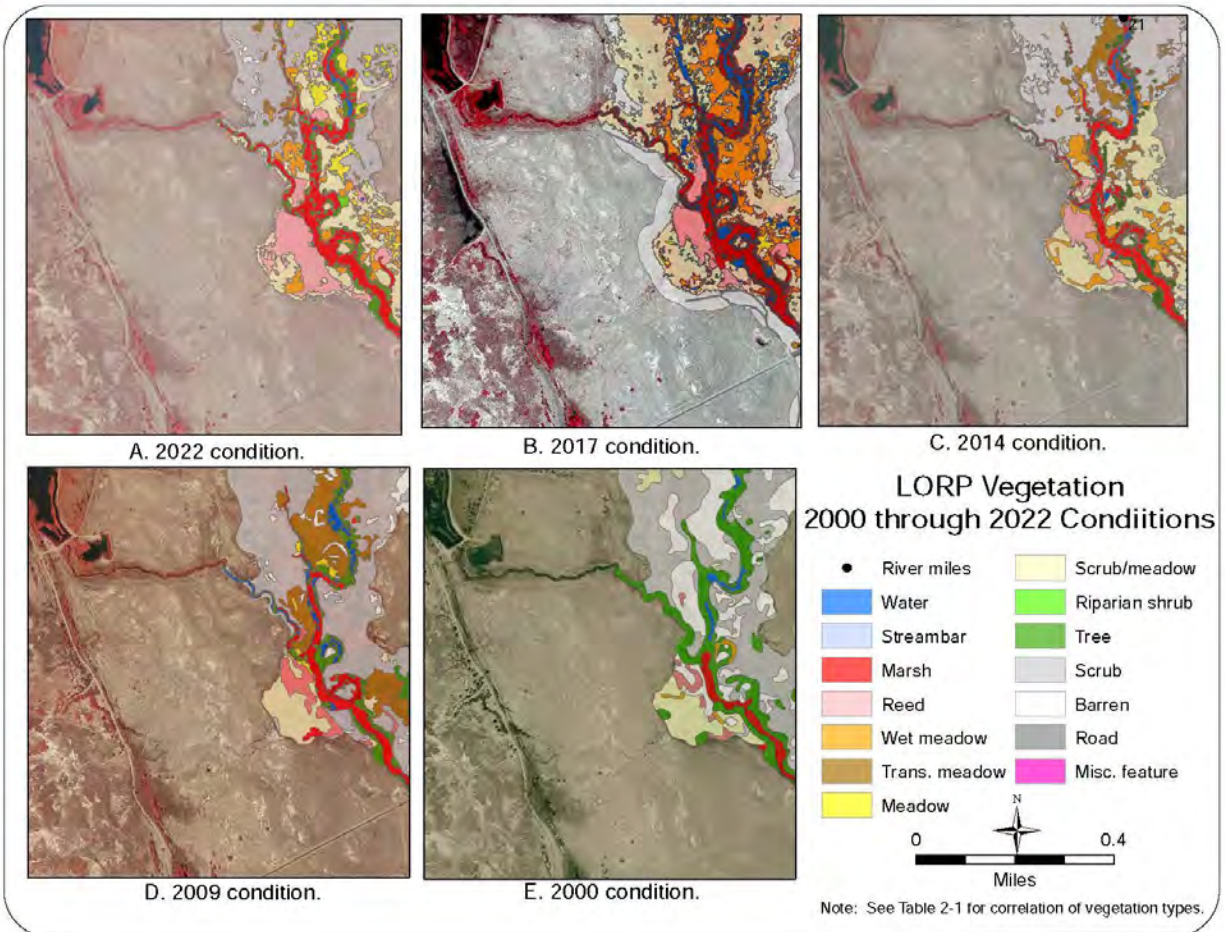 21
A. 2022 condition.
B. 2017 condition.
C. 2014 condition.
D. 2009 condition.
E. 2000 condition.
LORP Vegetation
2000 through 2022 Condiitions
River miles
Water
Streambar
Marsh
Reed
Wet meadow
Trans. meadow
Meadow
Scrub/meadow
Riparian shrub
Tree
Scrub
Barren
Road
Misc. feature
N
0 0.4
Miles
Note: See Table 2-1 for correlation of vegetation types.